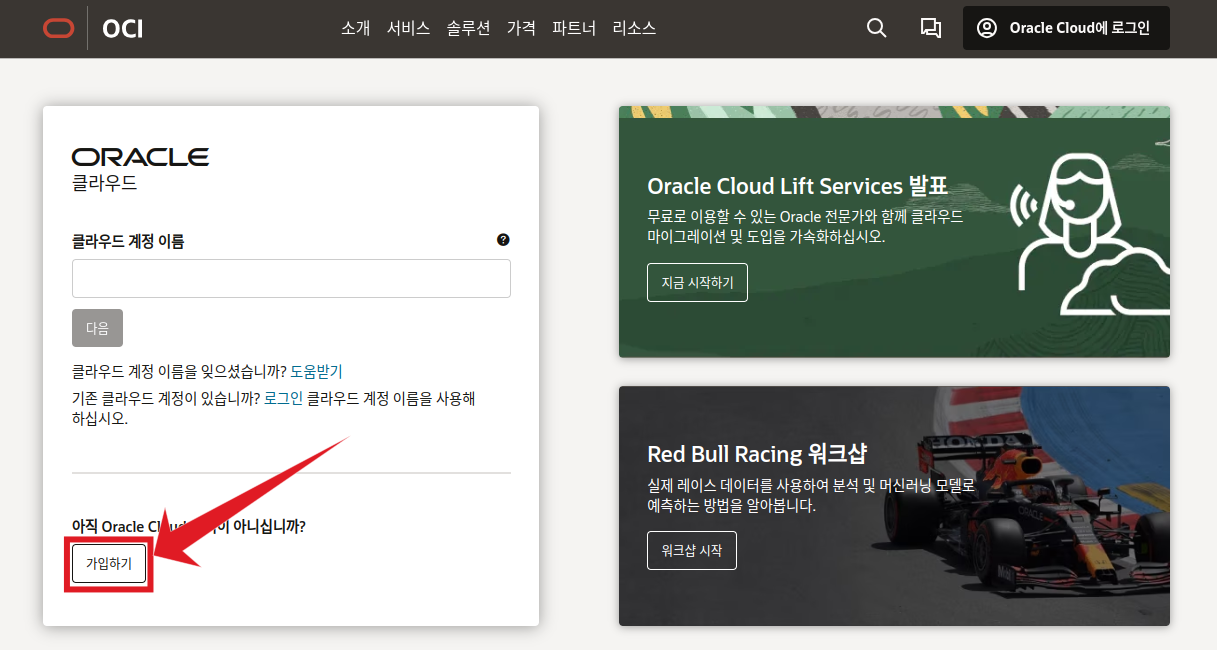 OCI
소개 서비스 솔루션 가격 파트너 리소스
Oracle Cloud에 로그인
ORACLE
클라우드
클라우드 계정 이름
?
다음
클라우드 계정 이름을 잊으셨습니까? 도움받기
기존 클라우드 계정이 있습니까? 로그인 클라우드 계정 이름을 사용해
하십시오.
아직 Oracle 아니십니까?
가입하기
Oracle Cloud Lift Services 발표
무료로 이용할 수 있는 Oracle 전문가와 함께 클라우드
마이그레이션 및 도입을 가속화하십시오.
지금 시작하기
Red Bull Racing 워크샵
실제 레이스 데이터를 사용하여 분석 및 머신러닝 모델로
예측하는 방법을 알아봅니다.
워크샵 시작
ORACLE